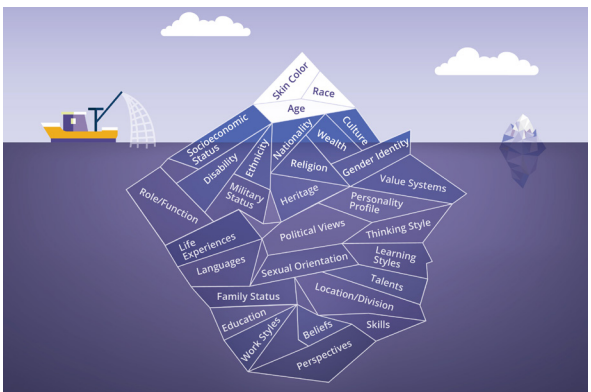 Skin Color
Race
Age
Socioeconomic
Status
Disability
Ethnicity
Nationality
Wealth
Culture
Religion
Gender Identity
Military
Status
Heritage
Value Systems
Role/Function
Personality
Profile
Political Views
Thinking Style
Life
Experiences
Languages
Sexual Orientation
Learning
Styles
Talents
Family Status
Location/Division
Education
Work Styles
Beliefs
Skills
Perspectives